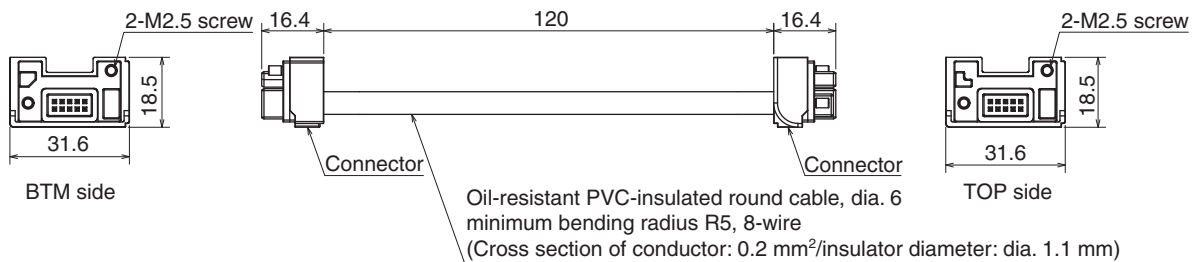 2-M2.5 screw
16.4
120
16.4
2-M2.5 screw
18.5
31.6
BTM side
Connector
Connector
18.5
31.6
TOP side
Oil-resistant PVC-insulated round cable, dia. 6
minimum bending radius R5, 8-wire
(Cross section of conductor: 0.2 mm²/insulator diameter: dia. 1.1 mm)